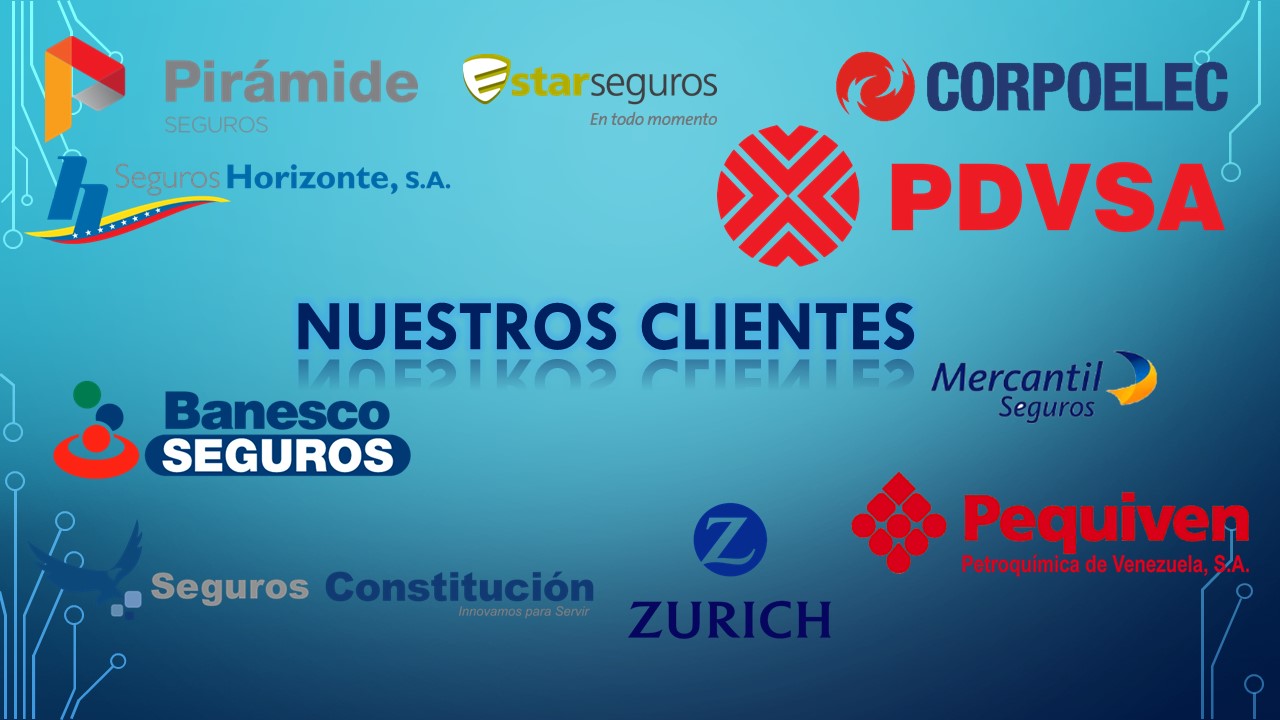 Pirámide
SEGUROS
Estarseguros
En todo momento
CORPOELEC
Seguros Horizonte, S.A.
PDVSA
NUESTROS CLIENTES
Mercantil
Seguros
Banesco
SEGUROS
Pequiven
Petroquímica de Venezuela, S.A.
Seguros Constitución
Innovamos para Servir
Z
ZURICH